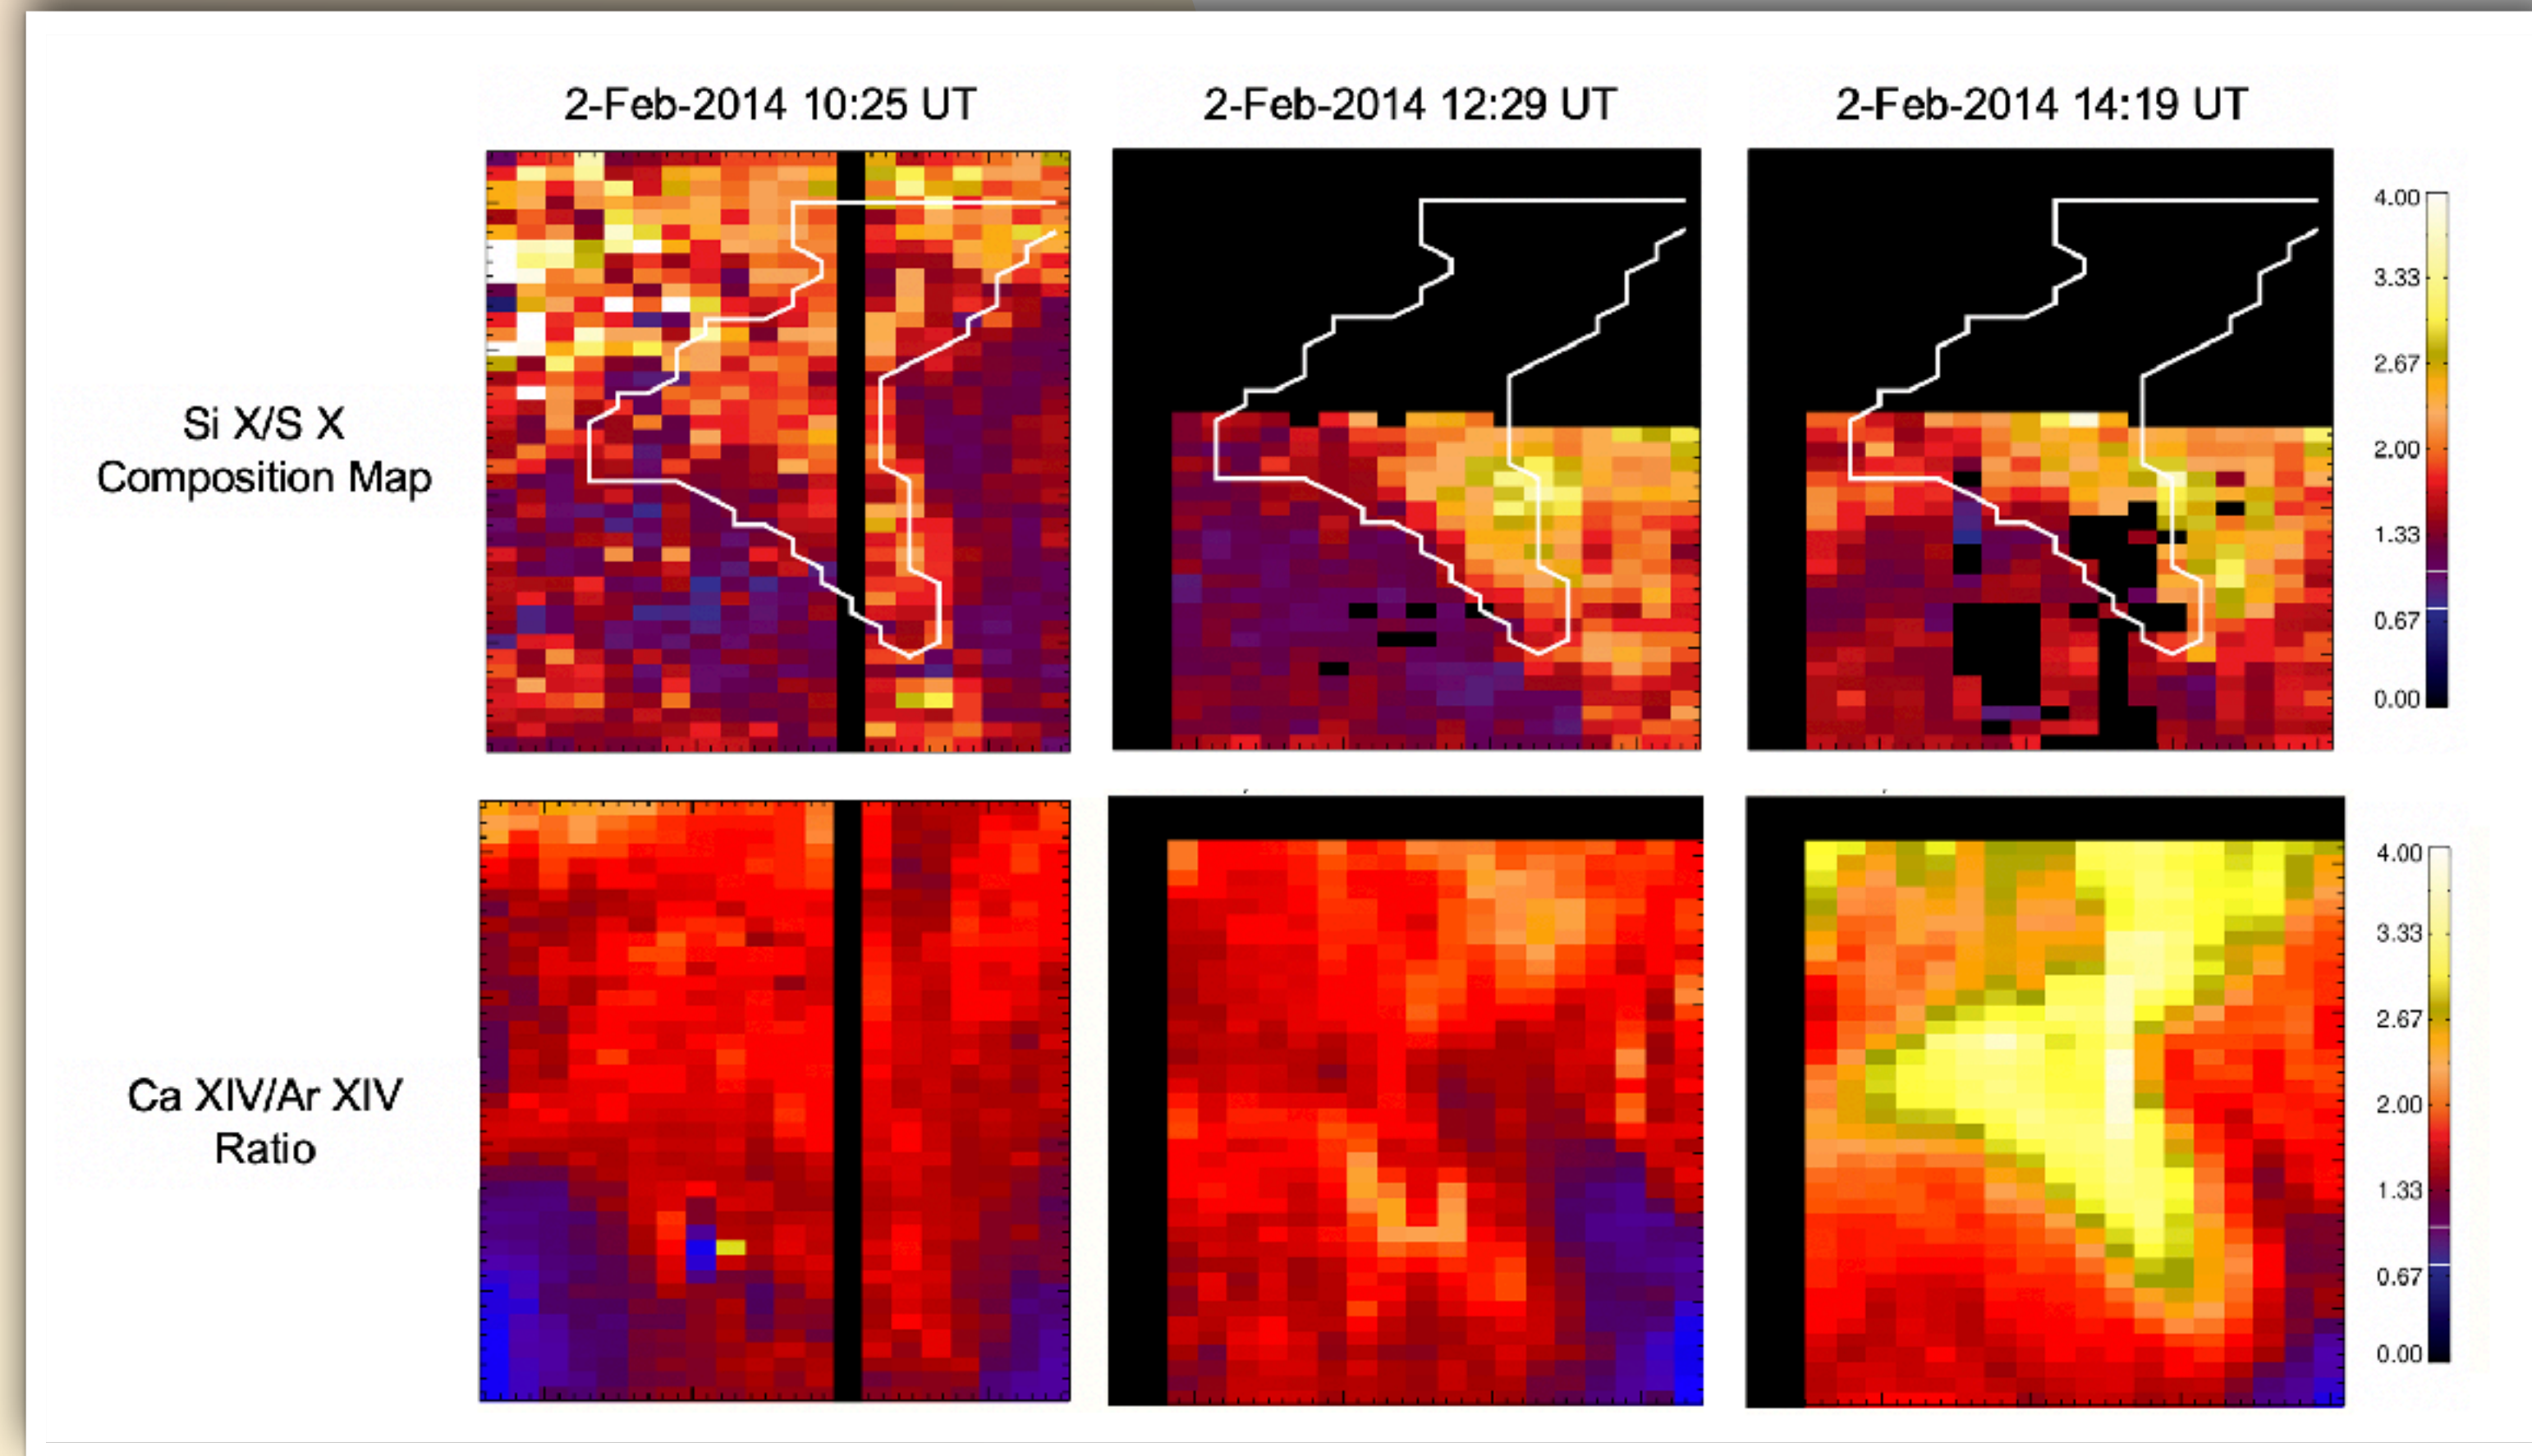 2-Feb-2014 10:25 UT
2-Feb-2014 12:29 UT
2-Feb-2014 14:19 UT
Si X/S X
Composition Map
4.00
3.33
2.67
2.00
1.33
0.67
0.00
Ca XIV/Ar XIV
Ratio
4.00
3.33
2.67
2.00
1.33
0.67
0.00